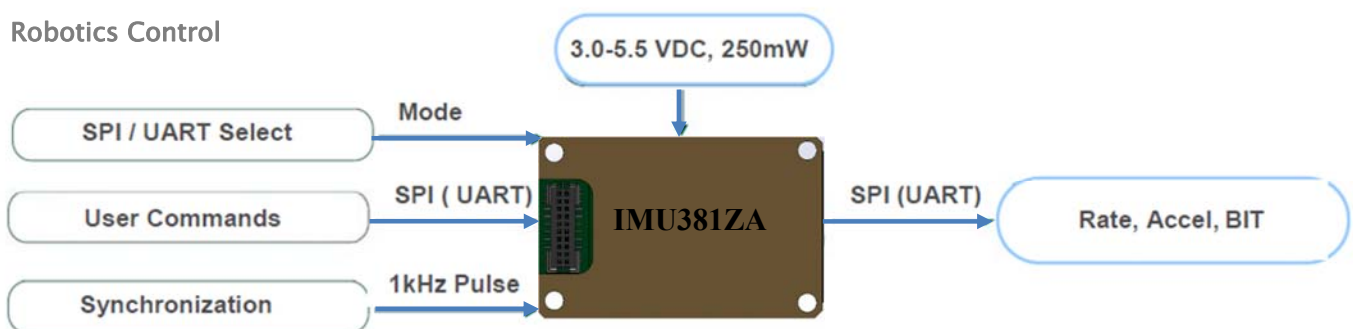 Robotics Control
3.0-5.5 VDC, 250mW
Mode
SPI / UART Select
SPI ( UART)
SPI (UART)
User Commands
IMU381ZA
Rate, Accel, BIT
1kHz Pulse
Synchronization